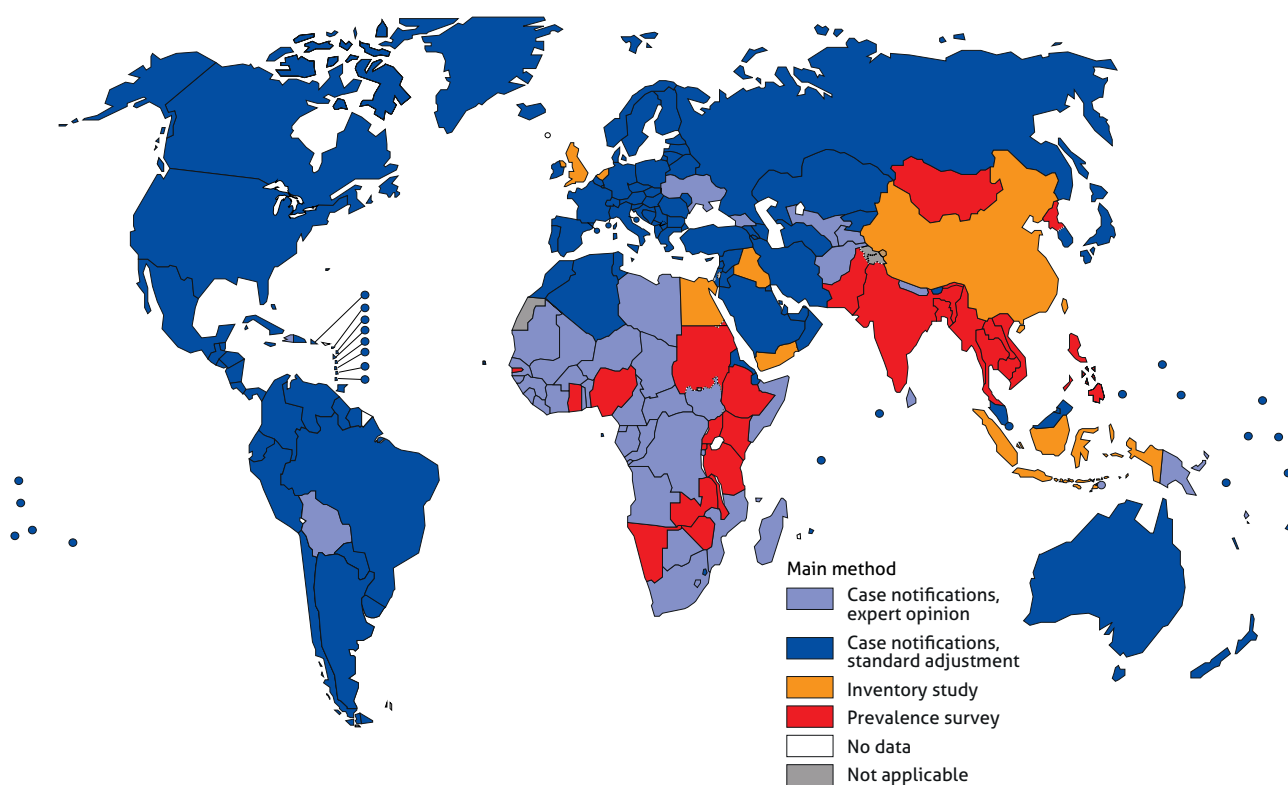 Main method
Case notifications,
expert opinion
Case notifications,
standard adjustment
Inventory study
Prevalence survey
No data
Not applicable